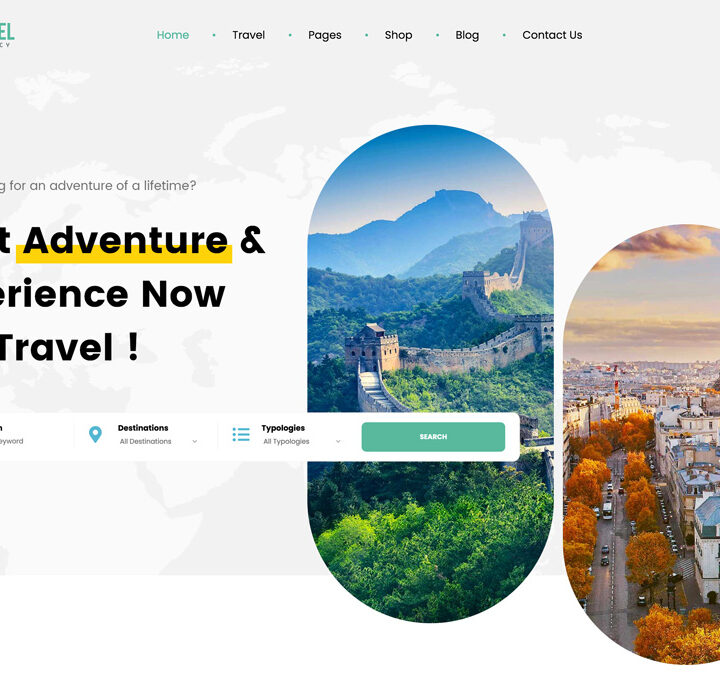 EL
Home
Travel
Pages
Shop
Blog
Contact Us
g for an adventure of a lifetime?
t Adventure &
erience Now
Travel !
n
eyword
Destinations
All Destinations
Typologies
All Typologies
SEARCH